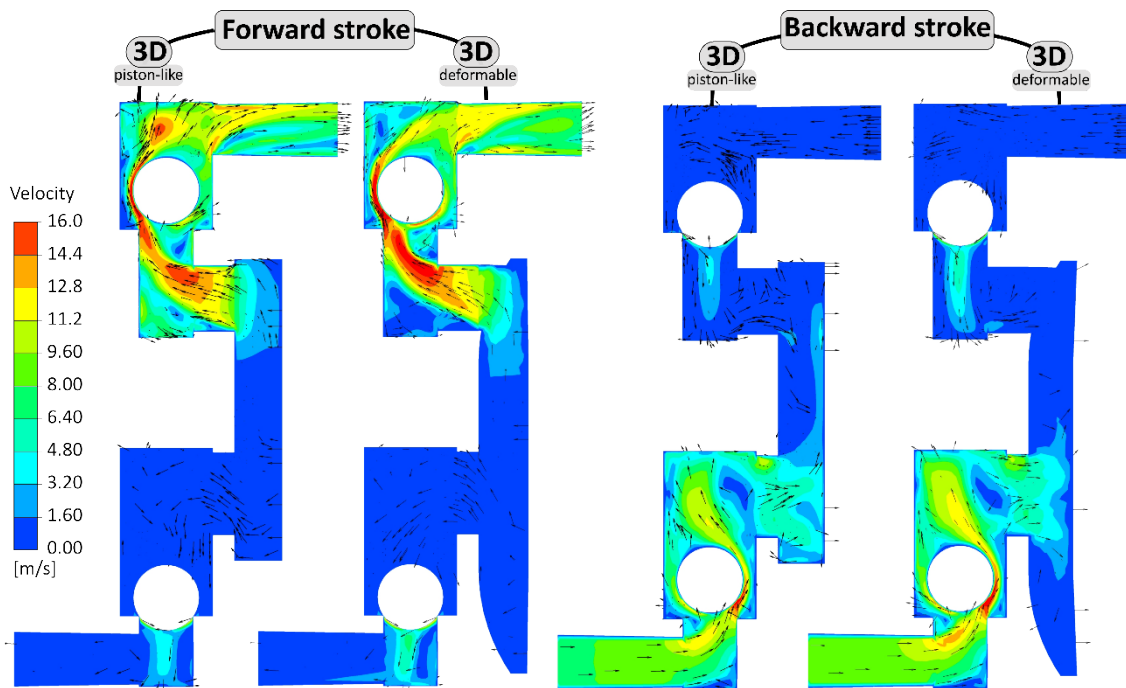 Forward stroke
3D
piston-like
3D
deformable
Backward stroke
3D
piston-like
3D
deformable
Velocity
16.0
14.4
12.8
11.2
9.60
8.00
6.40
4.80
3.20
1.60
0.00
[m/s]